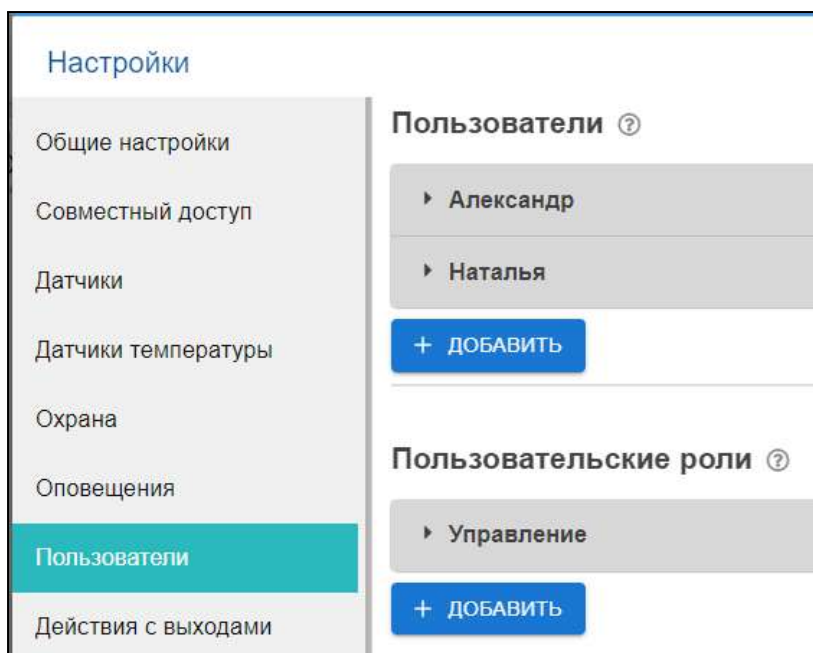 Настройки
Общие настройки
Совместный доступ
Датчики
Датчики температуры
Охрана
Оповещения
Пользователи
Действия с выходами
Пользователи ?
Александр
Наталья
+ ДОБАВИТЬ
Пользовательские роли ?
Управление
+ ДОБАВИТЬ